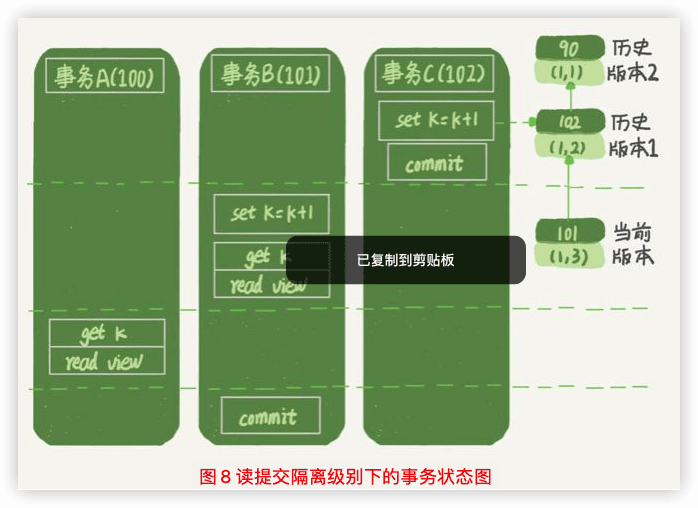 事务A(100)
事务B(101)
事务C(102)
90
(1,1)
历史
版本2
set k=k+1
commit
102
(1,2)
历史
版本1
set k=k+1
get k
read view
已复制到剪贴板
101
(1,3)
当前
版本
get k
read view
commit
图 8 读提交隔离级别下的事务状态图